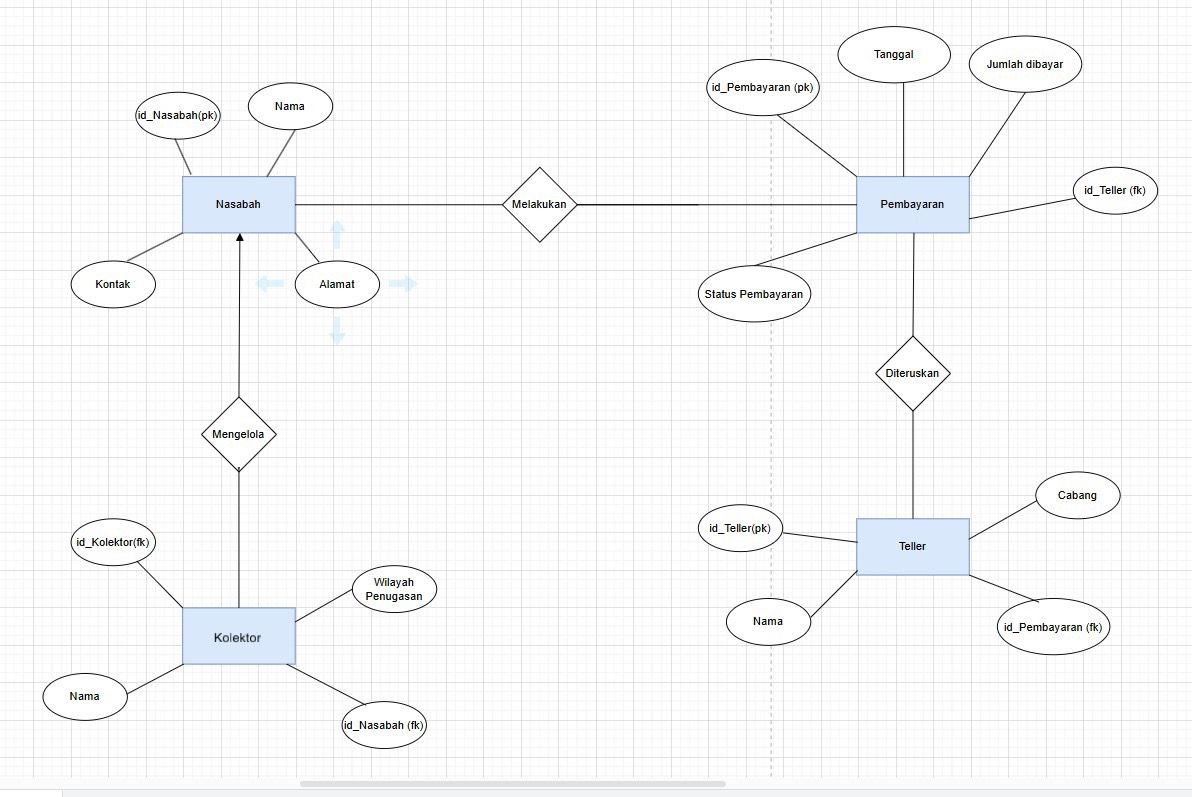 Tanggal
Jumlah dibayar
id_Pembayaran (pk)
id_Nasabah(pk)
Nama
id_Teller (fk)
Nasabah
Melakukan
Pembayaran
Kontak
Alamat
Status Pembayaran
Diteruskan
Mengelola
Cabang
id_Teller(pk)
Teller
id_Kolektor(fk)
Wilayah
Penugasan
Nama
id_Pembayaran (fk)
Kolektor
Nama
id_Nasabah (fk)